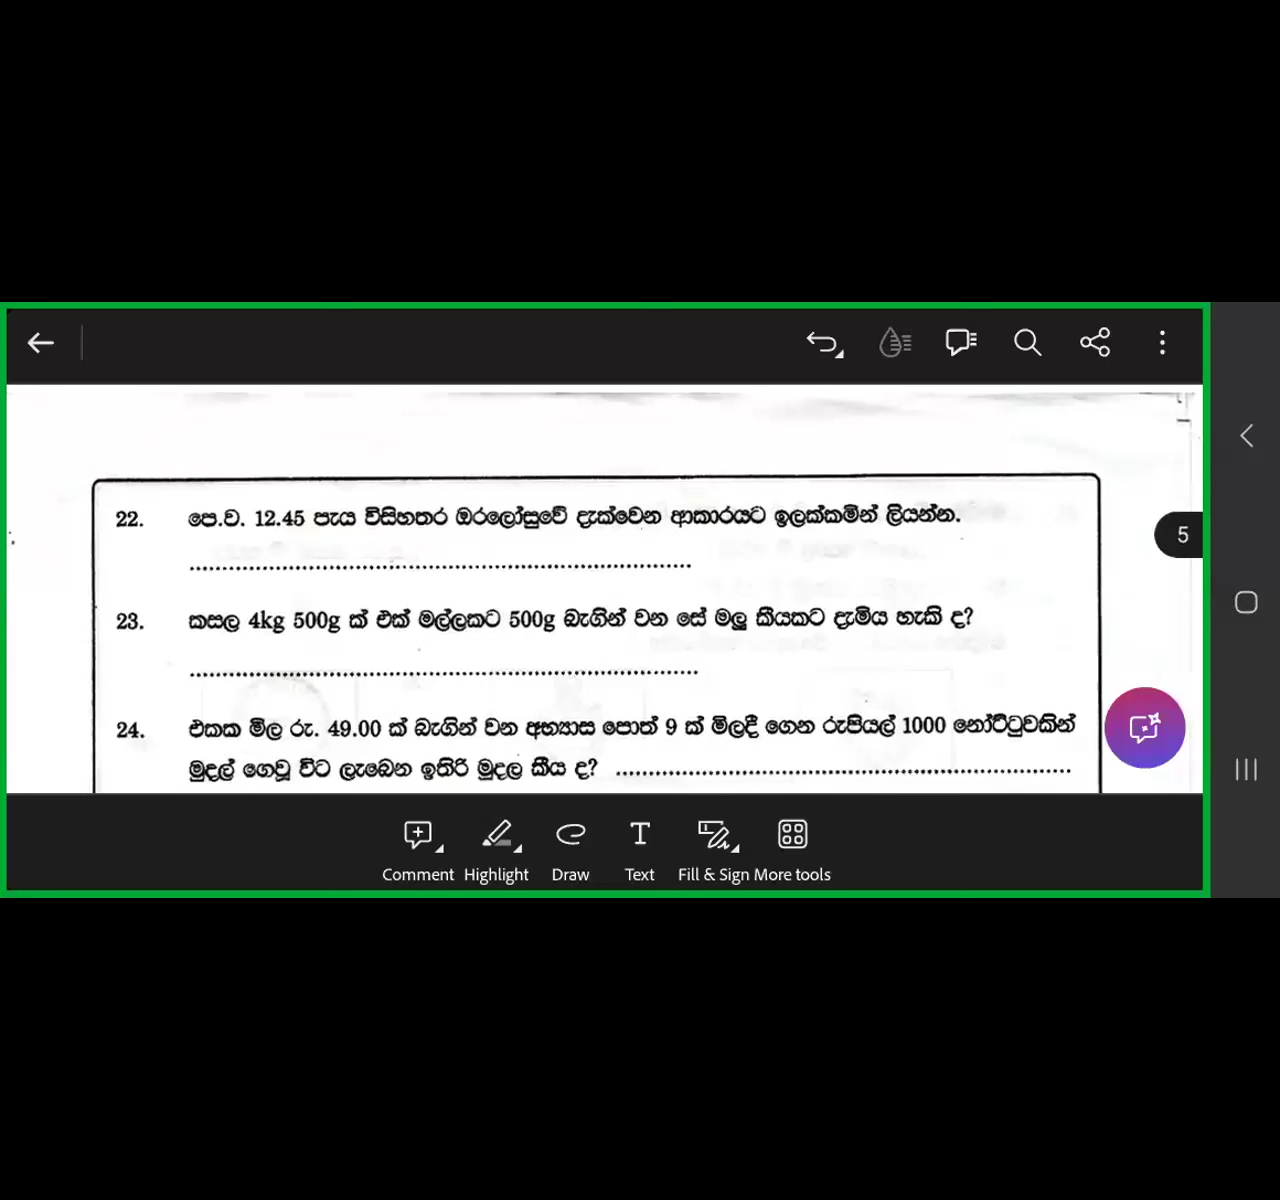 5
22. පෙ.ව. 12.45 පැය විසිහතර ඔරලෝසුවේ දැක්වෙන ආකාරයට ඉලක්කමින් ලියන්න.
23. කසල 4kg 500g ක් එක් මල්ලකට 500g බැගින් වන සේ මලු කීයකට දැමිය හැකි ද?
24. එකක මිල රු. 49.00 ක් බැගින් වන අභ්‍යාස පොත් 9 ක් මිලදී ගෙන රුපියල් 1000 නෝට්ටුවකින්
මුදල් ගෙවූ විට ලැබෙන ඉතිරි මුදල කීය ද?
Comment Highlight Draw Text Fill & Sign More tools